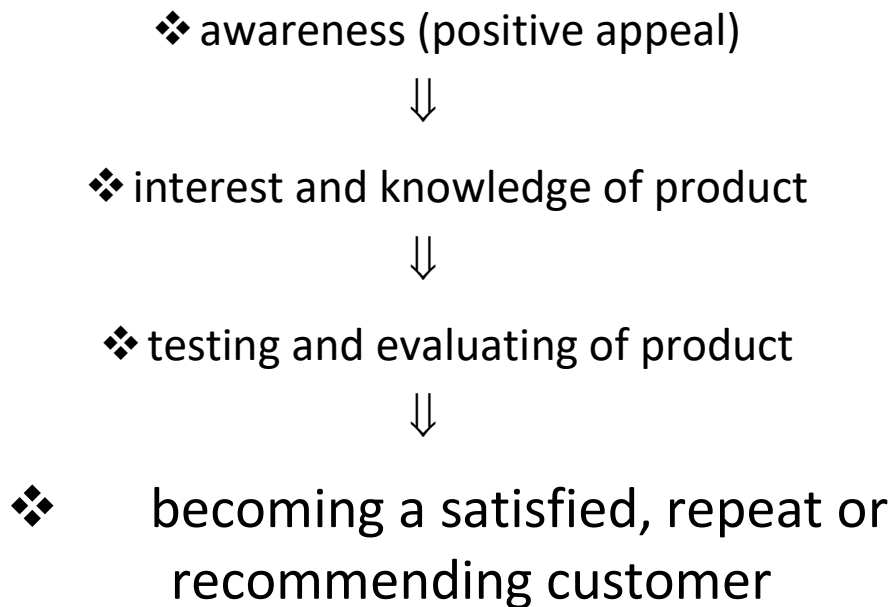 ❖ awareness (positive appeal)
⇓
❖ interest and knowledge of product
⇓
❖ testing and evaluating of product
⇓
❖ becoming a satisfied, repeat or
recommending customer